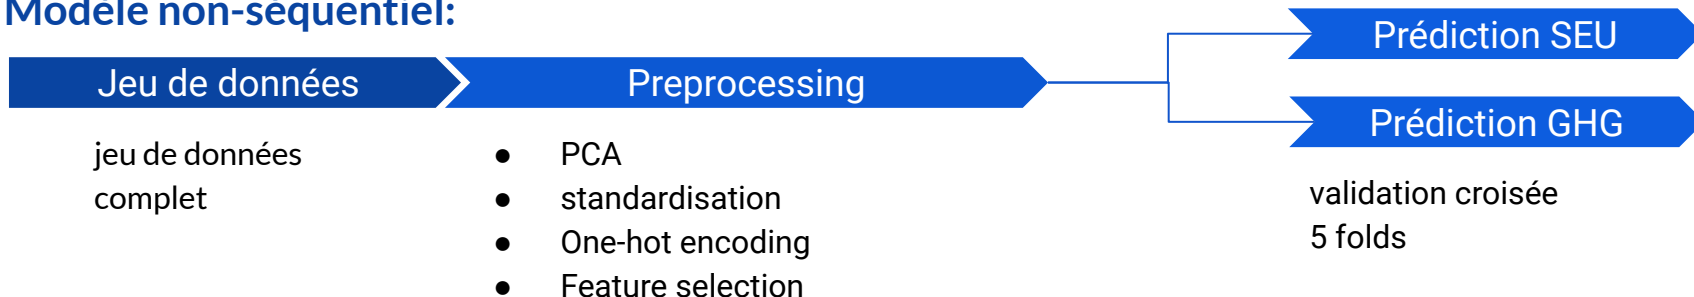 Modèle non-séquentiel:
Jeu de données
Preprocessing
Prédiction SEU
Prédiction GHG
jeu de données
complet
● PCA
● standardisation
● One-hot encoding
● Feature selection
validation croisée
5 folds